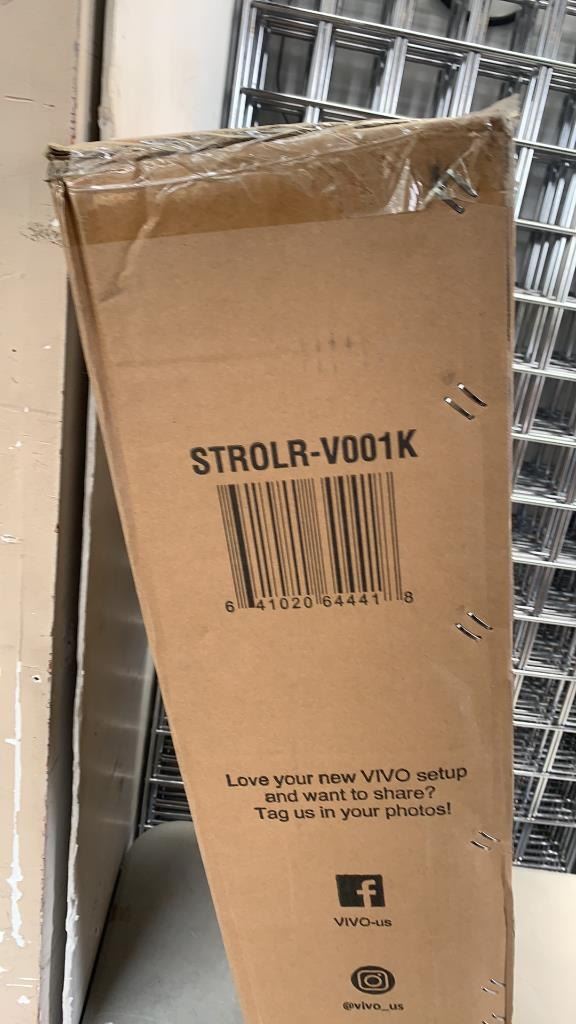 STROLR-V001K
6 41020 64441 8
Love your new VIVO setup
and want to share?
Tag us in your photos!
f
VIVO-us
@vivo_us